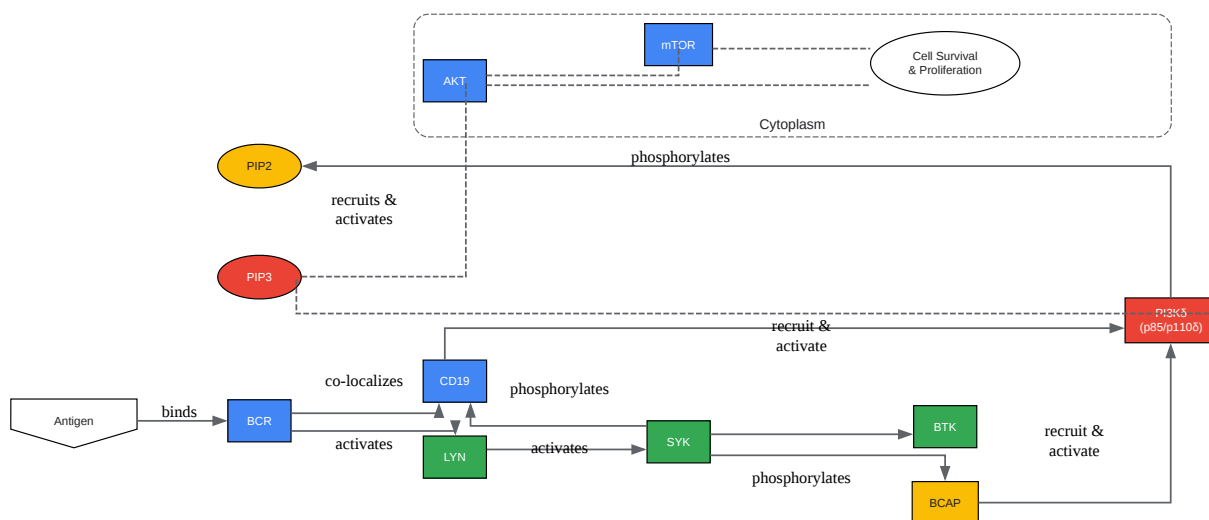 mTOR
Cell Survival
& Proliferation
AKT
Cytoplasm
phosphorylates
PIP2
recruits &
activates
PIP3
PI3Kδ
(p85/p110δ)
recruit &
activate
co-localizes
CD19
phosphorylates
Antigen
binds
BCR
activates
LYN
activates
SYK
BTK
recruit &
activate
phosphorylates
BCAP